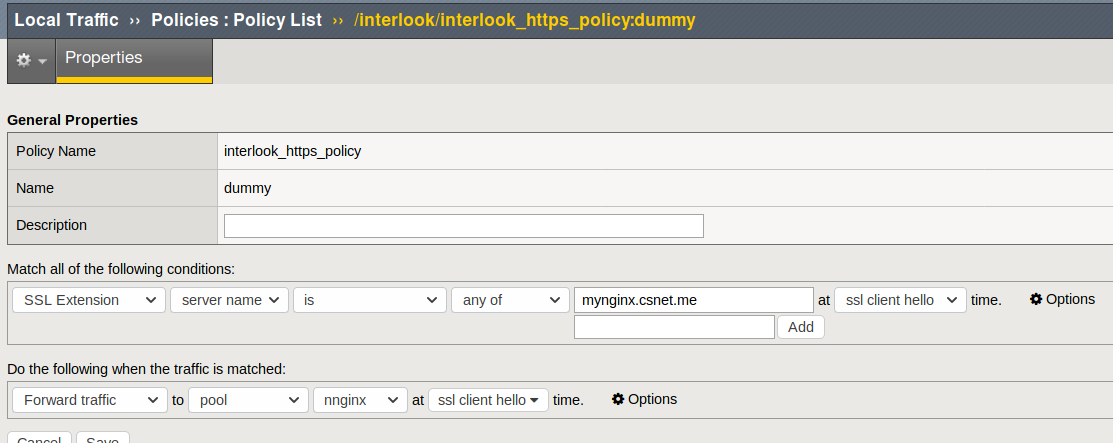 Local Traffic ›› Policies : Policy List ›› /interlook/interlook_https_policy:dummy
Properties
General Properties
Policy Name interlook_https_policy
Name dummy
Description
Match all of the following conditions:
SSL Extension server name is any of mynginx.csnet.me at ssl client hello time. Options
Add
Do the following when the traffic is matched:
Forward traffic to pool nnginx at ssl client hello time. Options
Cancel Save